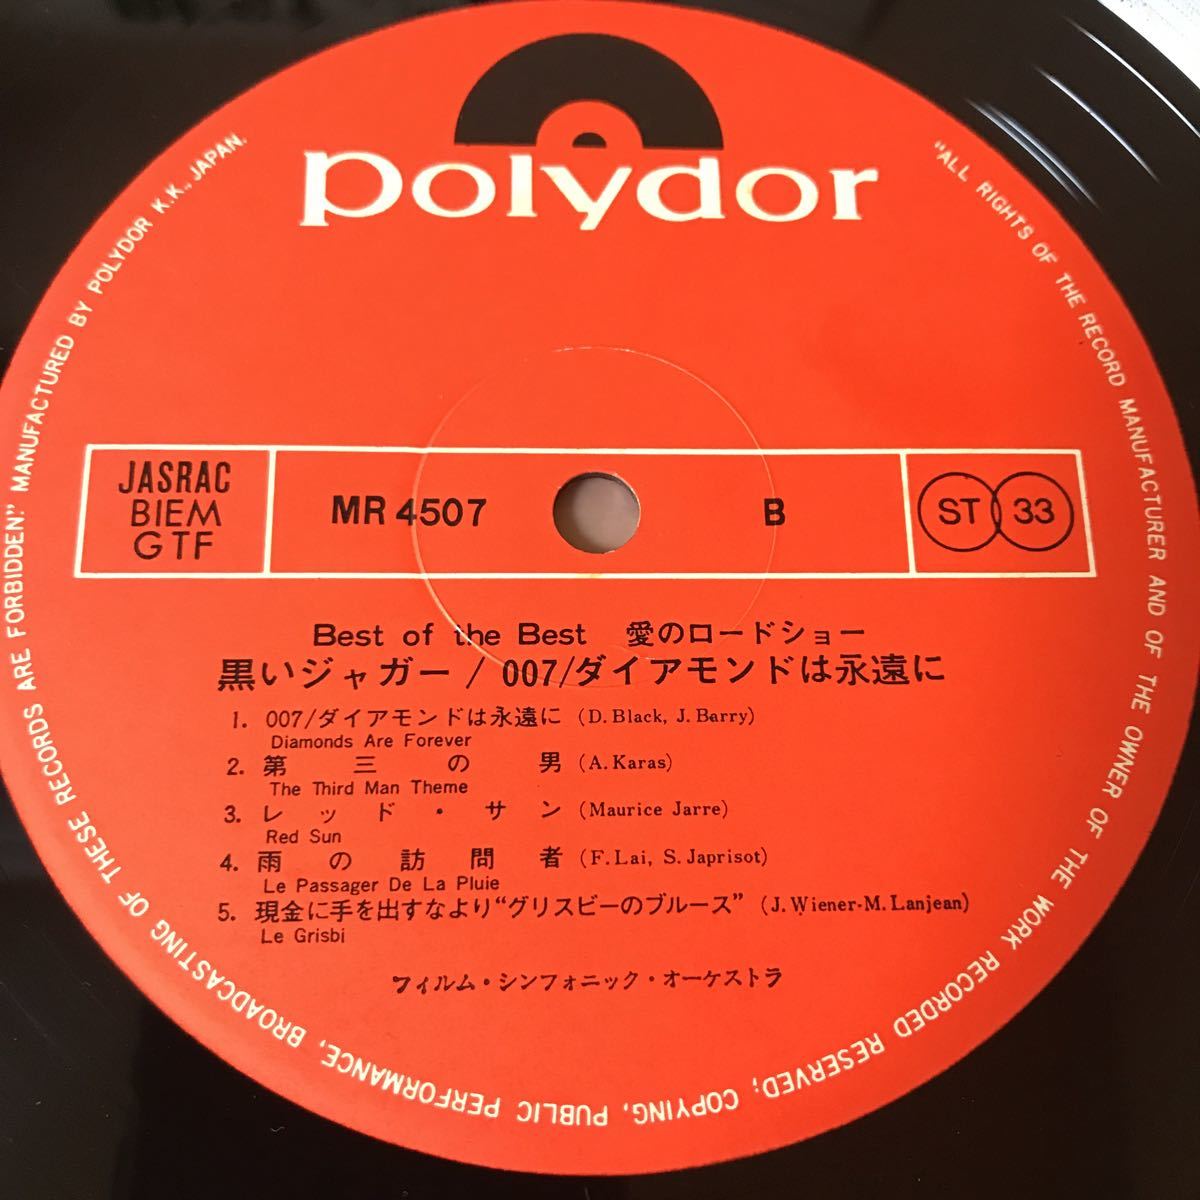 polydor
JASRAC
BIEM
GTF
MR 4507
B
ST 33
Best of the Best 愛のロードショー
黒いジャガー / 007/ダイアモンドは永遠に
1. 007/ダイアモンドは永遠に (D. Black, J. Barry)
Diamonds Are Forever
2. 第三の男 (A. Karas)
The Third Man Theme
3. レッド・サン (Maurice Jarre)
Red Sun
4. 雨の訪問者 (F. Lai, S. Japrisot)
Le Passager De La Pluie
5. 現金に手を出すなより“グリスビーのブルース” (J. Wiener-M. Lanjean)
Le Grisbi
フィルム・シンフォニック・オーケストラ
"ALL RIGHTS OF THE RECORD MANUFACTURER AND OF THE OWNER OF THE WORK RECORDED RESERVED; COPYING, PUBLIC PERFORMANCE, BROADCASTING OF THESE RECORDS ARE FORBIDDEN." MANUFACTURED BY POLYDOR K.K., JAPAN.